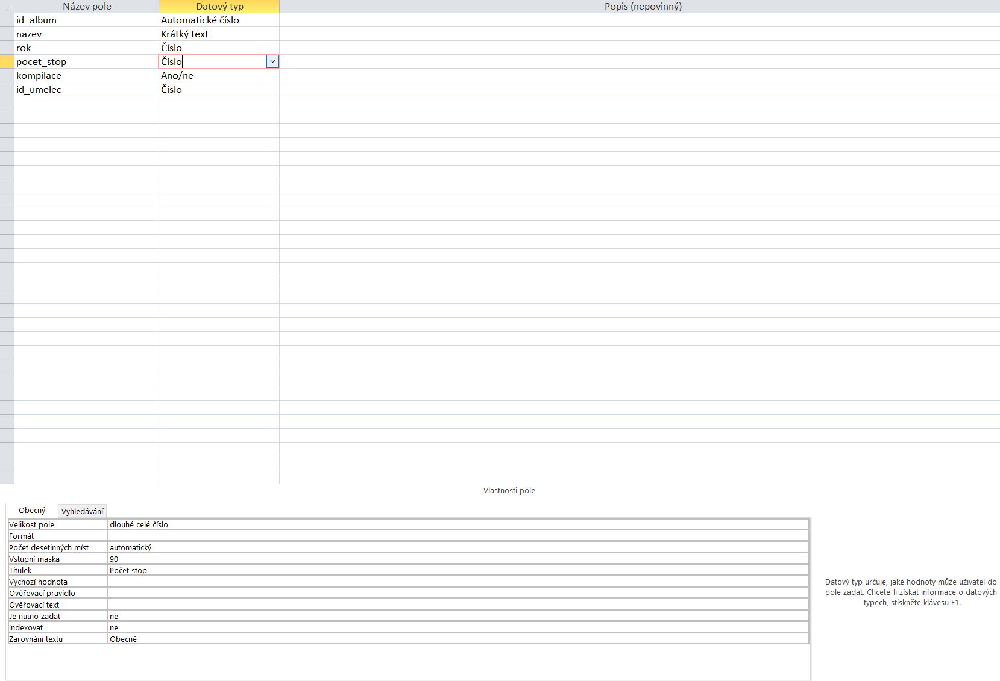 Název pole Datový typ Popis (nepovinný)
id_album Automatické číslo
nazev Krátký text
rok Číslo
pocet_stop Číslo
kompilace Ano/ne
id_umelec Číslo
Vlastnosti pole
Obecný Vyhledávání
Velikost pole dlouhé celé číslo
Formát
Počet desetinných míst automatický
Vstupní maska 90
Titulek Počet stop
Výchozí hodnota
Ověřovací pravidlo
Ověřovací text
Je nutno zadat ne
Indexovat ne
Zarovnání textu Obecně
Datový typ určuje, jaké hodnoty může uživatel do
pole zadat. Chcete-li získat informace o datových
typech, stiskněte klávesu F1.